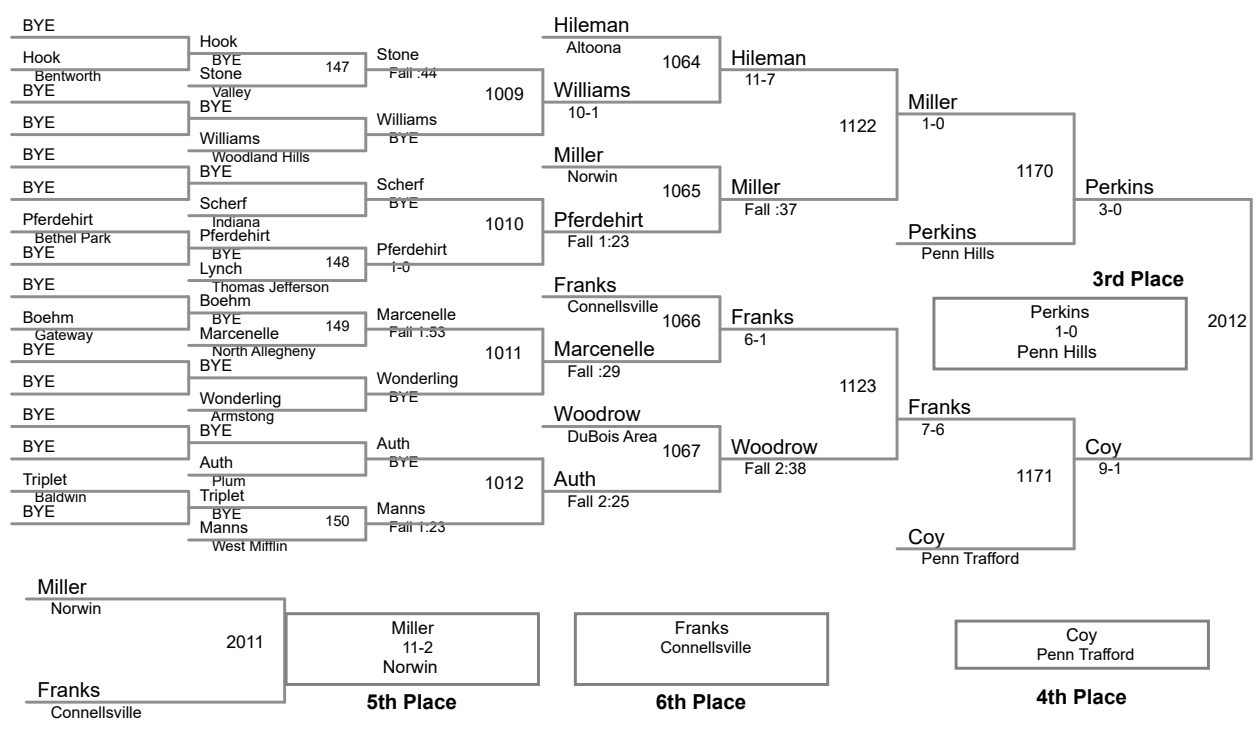 BYE
Hook
Bentworth
BYE
BYE
BYE
BYE
Pferdehirt
Bethel Park
BYE
BYE
Boehm
Gateway
BYE
BYE
BYE
BYE
Triplet
Baldwin
BYE
Hook
BYE
147
Stone
Valley
BYE
Williams
Woodland Hills
BYE
Scherf
Indiana
Pferdehirt
BYE
148
Lynch
Thomas Jefferson
Boehm
BYE
149
Marcenelle
North Allegheny
BYE
Wonderling
Armstong
BYE
Auth
Plum
Triplet
BYE
150
Manns
West Mifflin
Stone
Fall :44
1009
Williams
BYE
Scherf
BYE
1010
Pferdehirt
1-0
Marcenelle
Fall 1:53
1011
Wonderling
BYE
Auth
BYE
1012
Manns
Fall 1:23
Hileman
Altoona
1064
Williams
10-1
Miller
Norwin
1065
Pferdehirt
Fall 1:23
Franks
Connellsville
1066
Marcenelle
Fall :29
Woodrow
DuBois Area
1067
Auth
Fall 2:25
Hileman
11-7
1122
Miller
Fall :37
Franks
6-1
1123
Woodrow
Fall 2:38
Miller
1-0
1170
Perkins
Penn Hills
Franks
7-6
1171
Coy
Penn Trafford
Perkins
3-0
2012
Coy
9-1
3rd Place
Perkins
1-0
Penn Hills
Miller
Norwin
2011
Franks
Connellsville
Miller
11-2
Norwin
5th Place
Franks
Connellsville
6th Place
Coy
Penn Trafford
4th Place